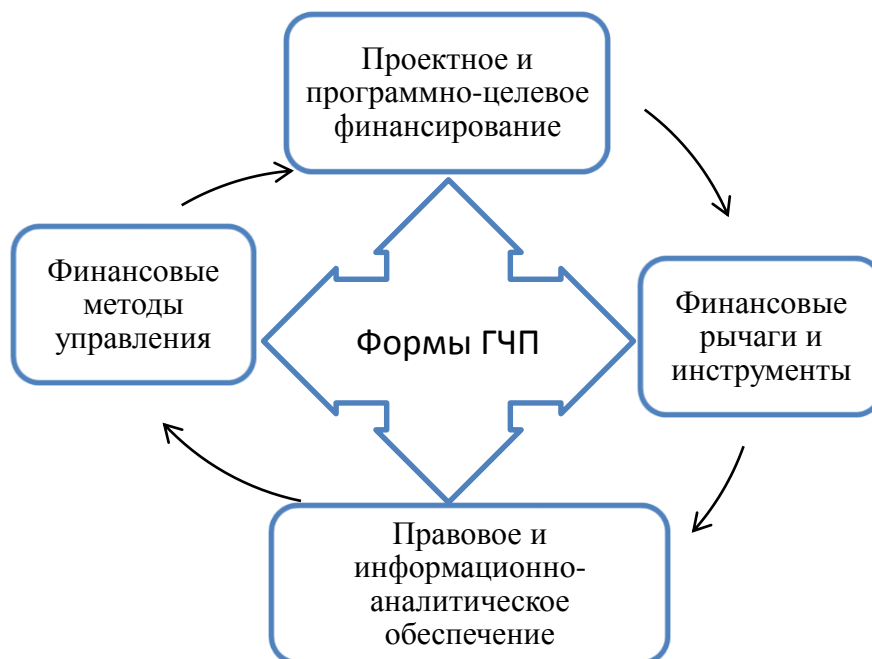 Проектное и
программно-целевое
финансирование
Финансовые
методы
управления
Формы ГЧП
Финансовые
рычаги и
инструменты
Правовое и
информационно-
аналитическое
обеспечение